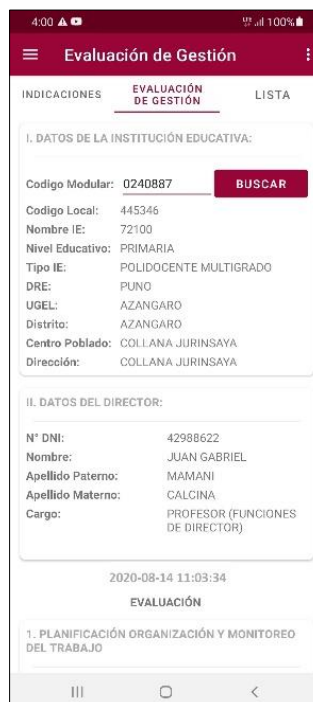 4:00 100%
Evaluación de Gestión
INDICACIONES EVALUACIÓN DE GESTIÓN LISTA
I. DATOS DE LA INSTITUCIÓN EDUCATIVA:
Codigo Modular: 0240887 BUSCAR
Codigo Local: 445346
Nombre IE: 72100
Nivel Educativo: PRIMARIA
Tipo IE: POLIDOCENTE MULTIGRADO
DRE: PUNO
UGEL: AZANGARO
Distrito: AZANGARO
Centro Poblado: COLLANA JURINSAYA
Dirección: COLLANA JURINSAYA
II. DATOS DEL DIRECTOR:
N° DNI: 42988622
Nombre: JUAN GABRIEL
Apellido Paterno: MAMANI
Apellido Materno: CALCINA
Cargo: PROFESOR (FUNCIONES
DE DIRECTOR)
2020-08-14 11:03:34
EVALUACIÓN
1. PLANIFICACIÓN ORGANIZACIÓN Y MONITOREO
DEL TRABAJO